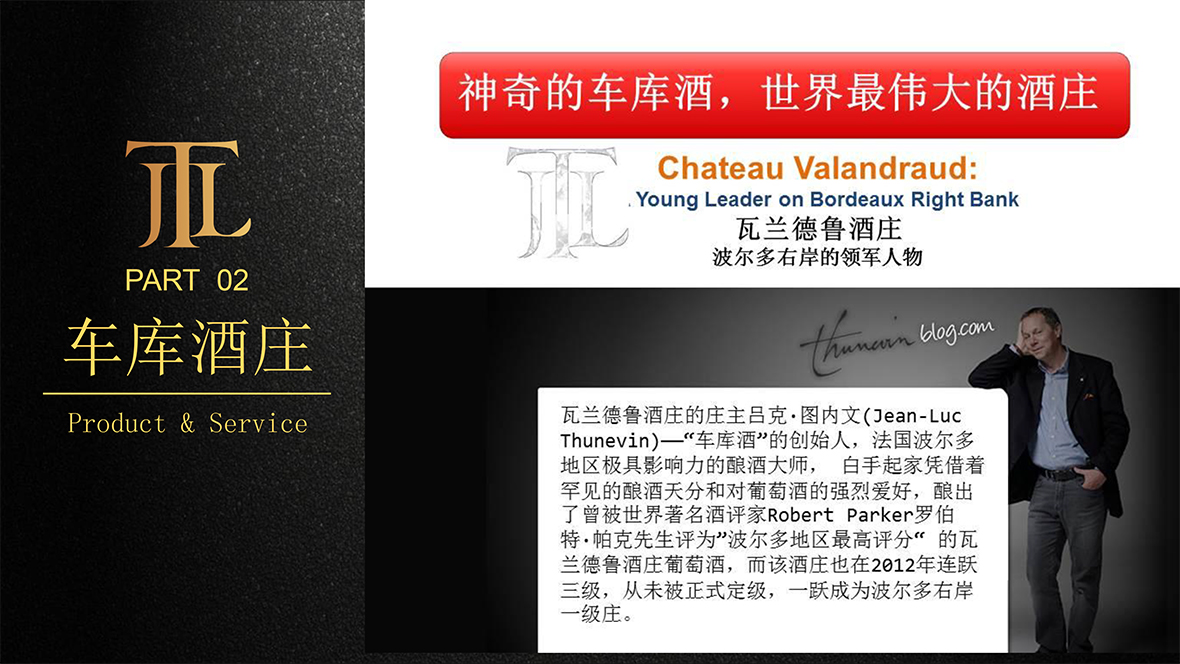 JTL
PART 02
车库酒庄
Product & Service
神奇的车库酒，世界最伟大的酒庄
JTL
Chateau Valandraud:
Young Leader on Bordeaux Right Bank
瓦兰德鲁酒庄
波尔多右岸的领军人物
thunevin blog.com
瓦兰德鲁酒庄的庄主吕克·图内文(Jean-Luc
Thunevin)——“车库酒”的创始人，法国波尔多
地区极具影响力的酿酒大师， 白手起家凭借着
罕见的酿酒天分和对葡萄酒的强烈爱好，酿出
了曾被世界著名酒评家Robert Parker罗伯
特·帕克先生评为”波尔多地区最高评分“ 的瓦
兰德鲁酒庄葡萄酒，而该酒庄也在2012年连跃
三级，从未被正式定级，一跃成为波尔多右岸
一级庄。